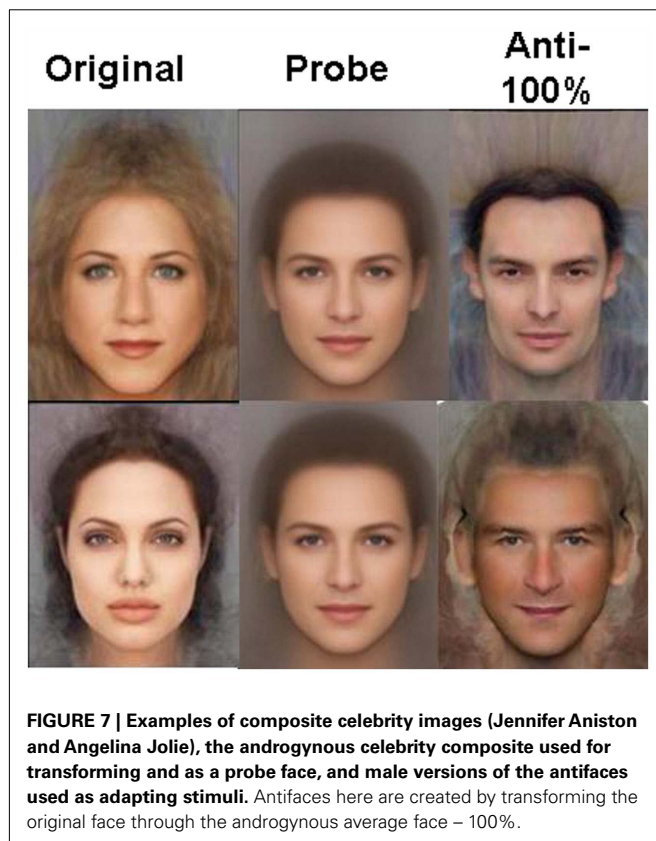 Original
Probe
Anti-
100%
FIGURE 7 | Examples of composite celebrity images (Jennifer Aniston
and Angelina Jolie), the androgynous celebrity composite used for
transforming and as a probe face, and male versions of the antifaces
used as adapting stimuli. Antifaces here are created by transforming the
original face through the androgynous average face – 100%.